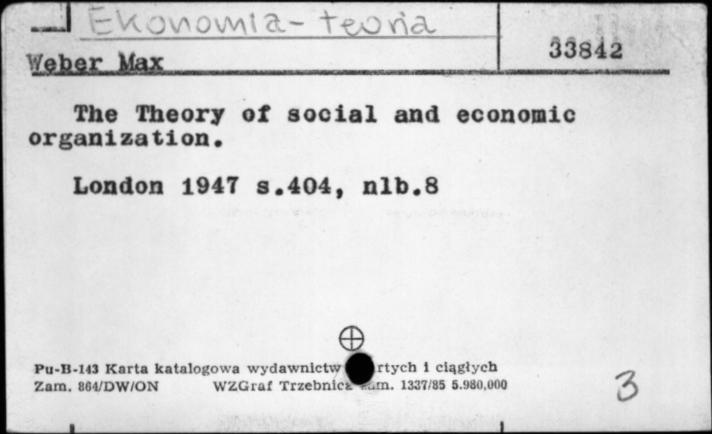 Ekonomia - teoria
33842
Weber Max
The Theory of social and economic
organization.
London 1947 s.404, nlb.8
Pu-B-143 Karta katalogowa wydawnictw rtych i ciągłych
Zam. 864/DW/ON WZGraf Trzebnica zam. 1337/85 5.980.000
3